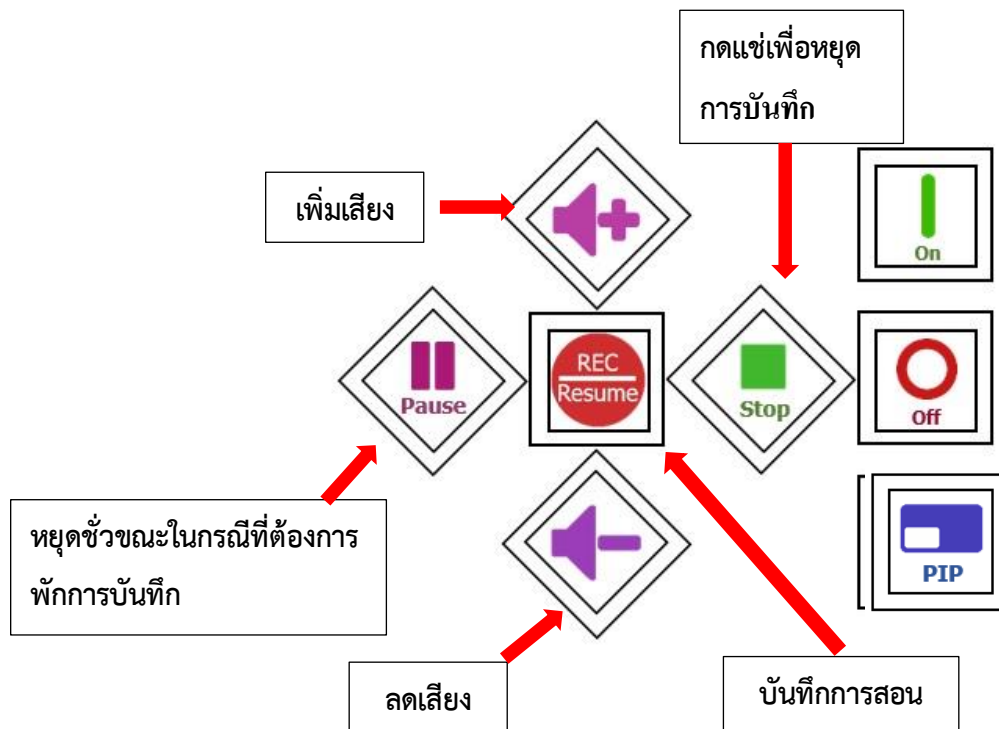 กดแช่เพื่อหยุด
การบันทึก
เพิ่มเสียง
On
REC
Resume
Pause
Stop
Off
หยุดชั่วขณะในกรณีที่ต้องการ
พักการบันทึก
PIP
ลดเสียง
บันทึกการสอน